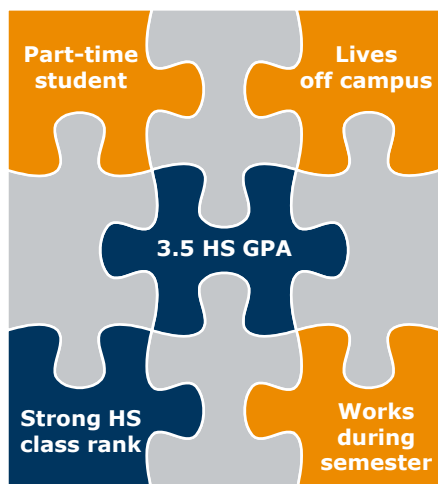 Part-time
student
Lives
off campus
3.5 HS GPA
Strong HS
class rank
Works
during
semester